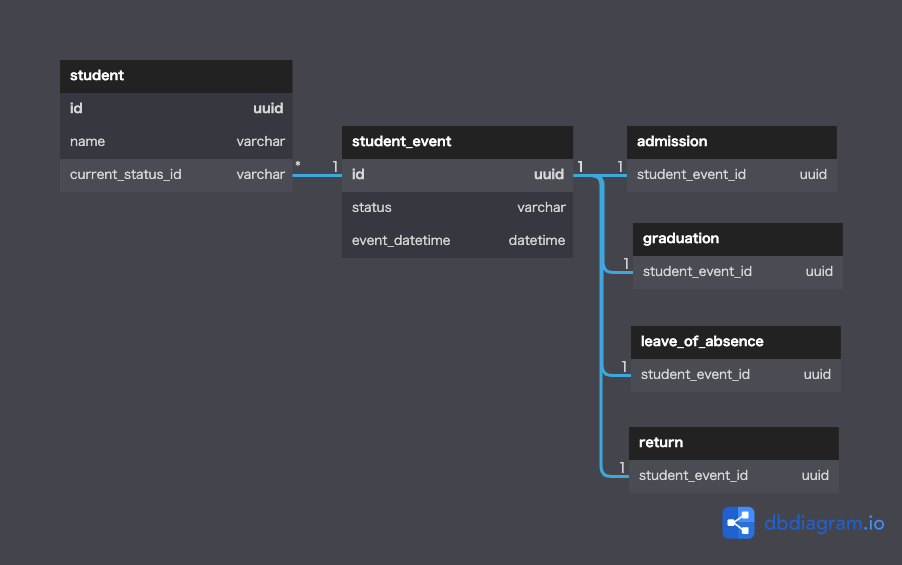 student
id uuid
name varchar
current_status_id varchar
* 1
student_event
id uuid
status varchar
event_datetime datetime
1 1
admission
student_event_id uuid
graduation
1
student_event_id uuid
leave_of_absence
1
student_event_id uuid
return
1
student_event_id uuid
dbdiagram.io